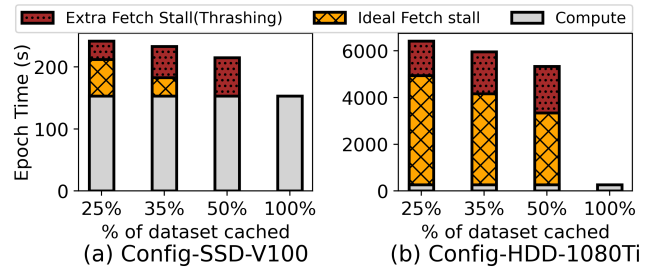 Extra Fetch Stall(Thrashing) Ideal Fetch stall Compute
Epoch Time (s)
200
100
0
25% 35% 50% 100%
% of dataset cached
(a) Config-SSD-V100
6000
4000
2000
0
25% 35% 50% 100%
% of dataset cached
(b) Config-HDD-1080Ti